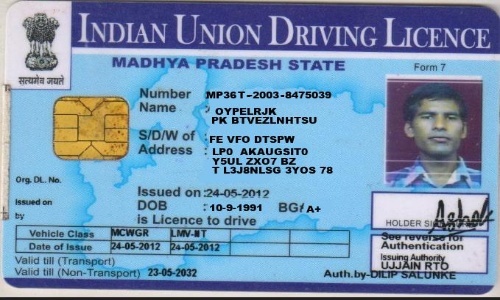 INDIAN UNION DRIVING LICENCE
सत्यमेव जयते
MADHYA PRADESH STATE
Form 7
Number MP36T-2003-8475039
Name : OYPELRJK
PK BTVEZLNHTSU
S/D/W of : FE VFO DTSPW
Address : LP0 AKAUGSIT0
Y5UL ZXO7 BZ
T L3J8NLSG 3YOS 78
Org. DL. No.
Issued on
by
Issued on:24-05-2012
DOB : 10-9-1991 BG/A+
is Licence to drive
Vehicle Class MCWGR LMV-NT
Date of Issue 24-05-2012 24-05-2012
Valid till (Transport)
Valid till (Non-Transport) 23-05-2032
HOLDER
See reverse for
Authentication
Issuing Authority
UJJAIN RTO
Auth.by-DILIP SALUNKE